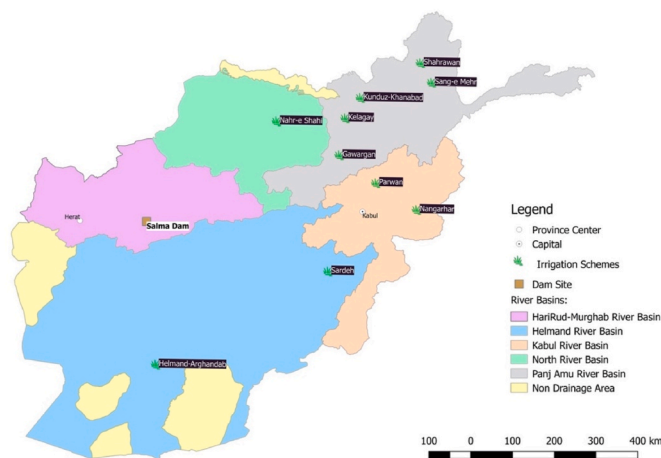 Shahrawan
Sang-e Mehr
Kunduz-Khanabad
Nahr-e Shahi
Kelagay
Gawargan
Parwan
Nangarhar
Herat
Salma Dam
Kabul
Sardeh
Helmand-Arghandab
Legend
Province Center
Capital
Irrigation Schemes
Dam Site
River Basins:
HariRud-Murghab River Basin
Helmand River Basin
Kabul River Basin
North River Basin
Panj Amu River Basin
Non Drainage Area
100 0 100 200 300 400 km